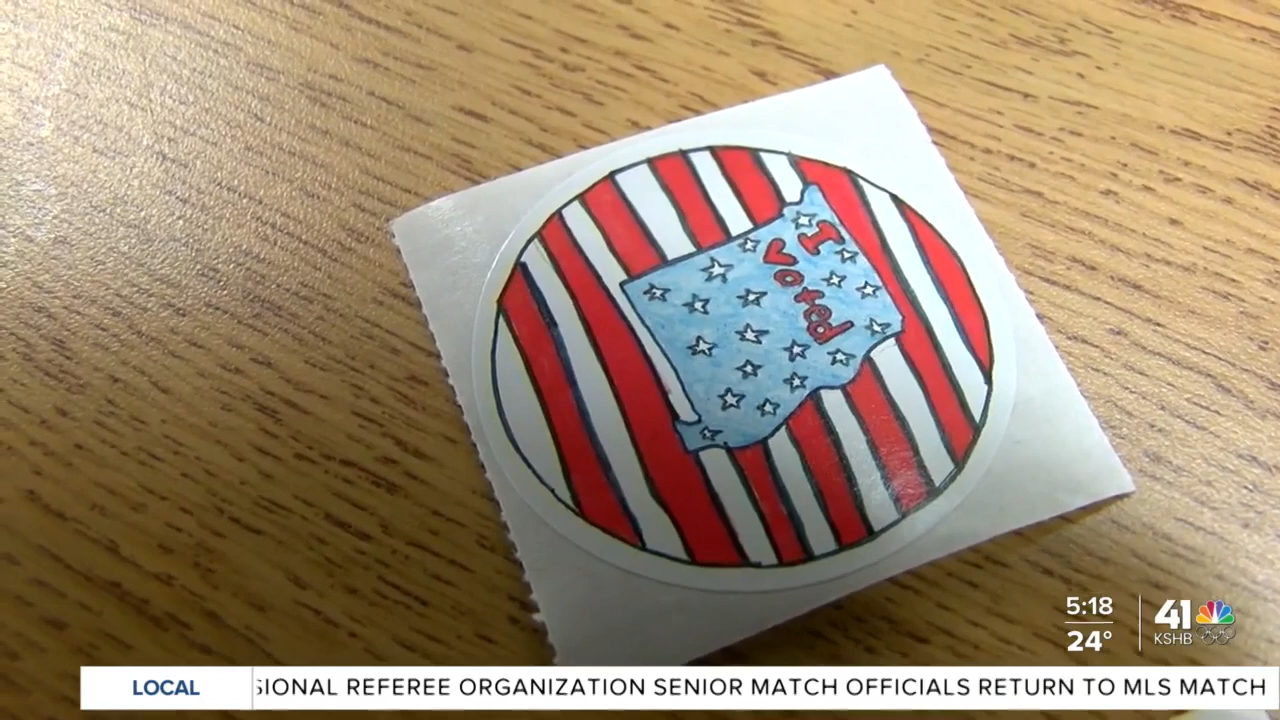 I
voted
5:18
24°
41
KSHB
LOCAL
SIONAL REFEREE ORGANIZATION SENIOR MATCH OFFICIALS RETURN TO MLS MATCH